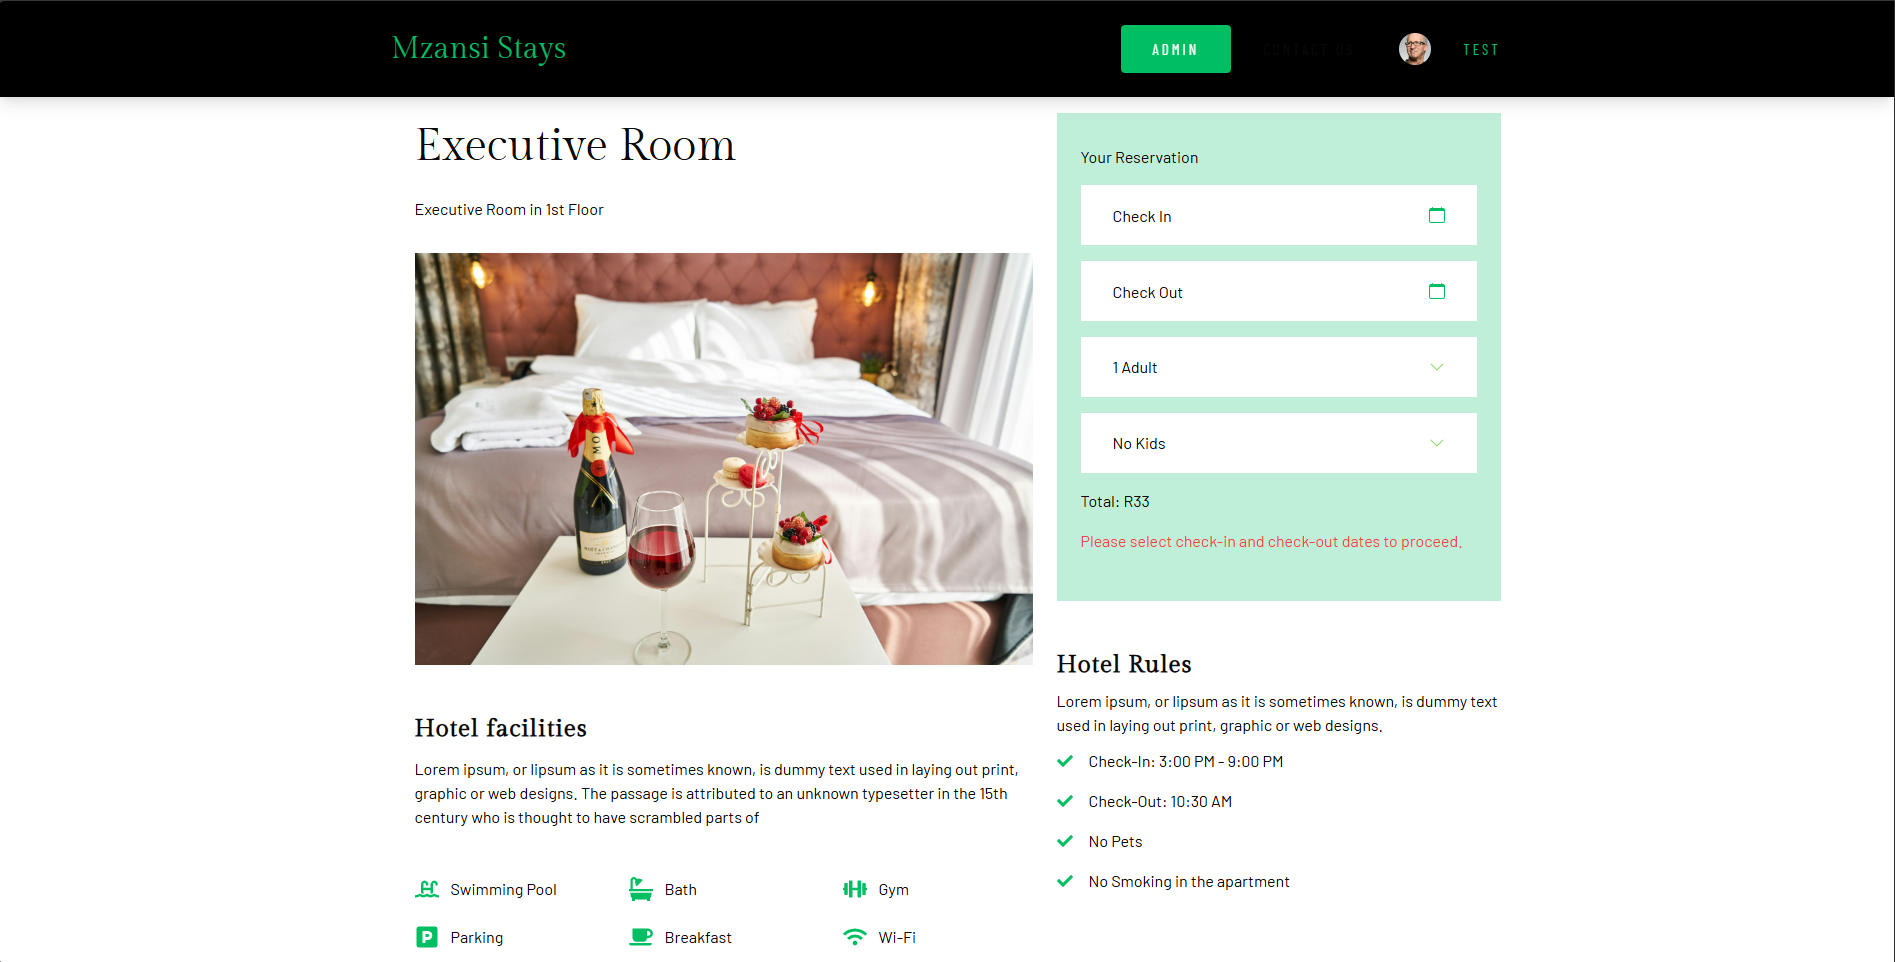 Mzansi Stays
ADMIN
CONTACT US
TEST
Executive Room
Executive Room in 1st Floor
Your Reservation
Check In
Check Out
1 Adult
No Kids
Total: R33
Please select check-in and check-out dates to proceed.
Hotel facilities
Lorem ipsum, or lipsum as it is sometimes known, is dummy text used in laying out print,
graphic or web designs. The passage is attributed to an unknown typesetter in the 15th
century who is thought to have scrambled parts of
Swimming Pool
Bath
Gym
Parking
Breakfast
Wi-Fi
Hotel Rules
Lorem ipsum, or lipsum as it is sometimes known, is dummy text
used in laying out print, graphic or web designs.
Check-In: 3:00 PM - 9:00 PM
Check-Out: 10:30 AM
No Pets
No Smoking in the apartment